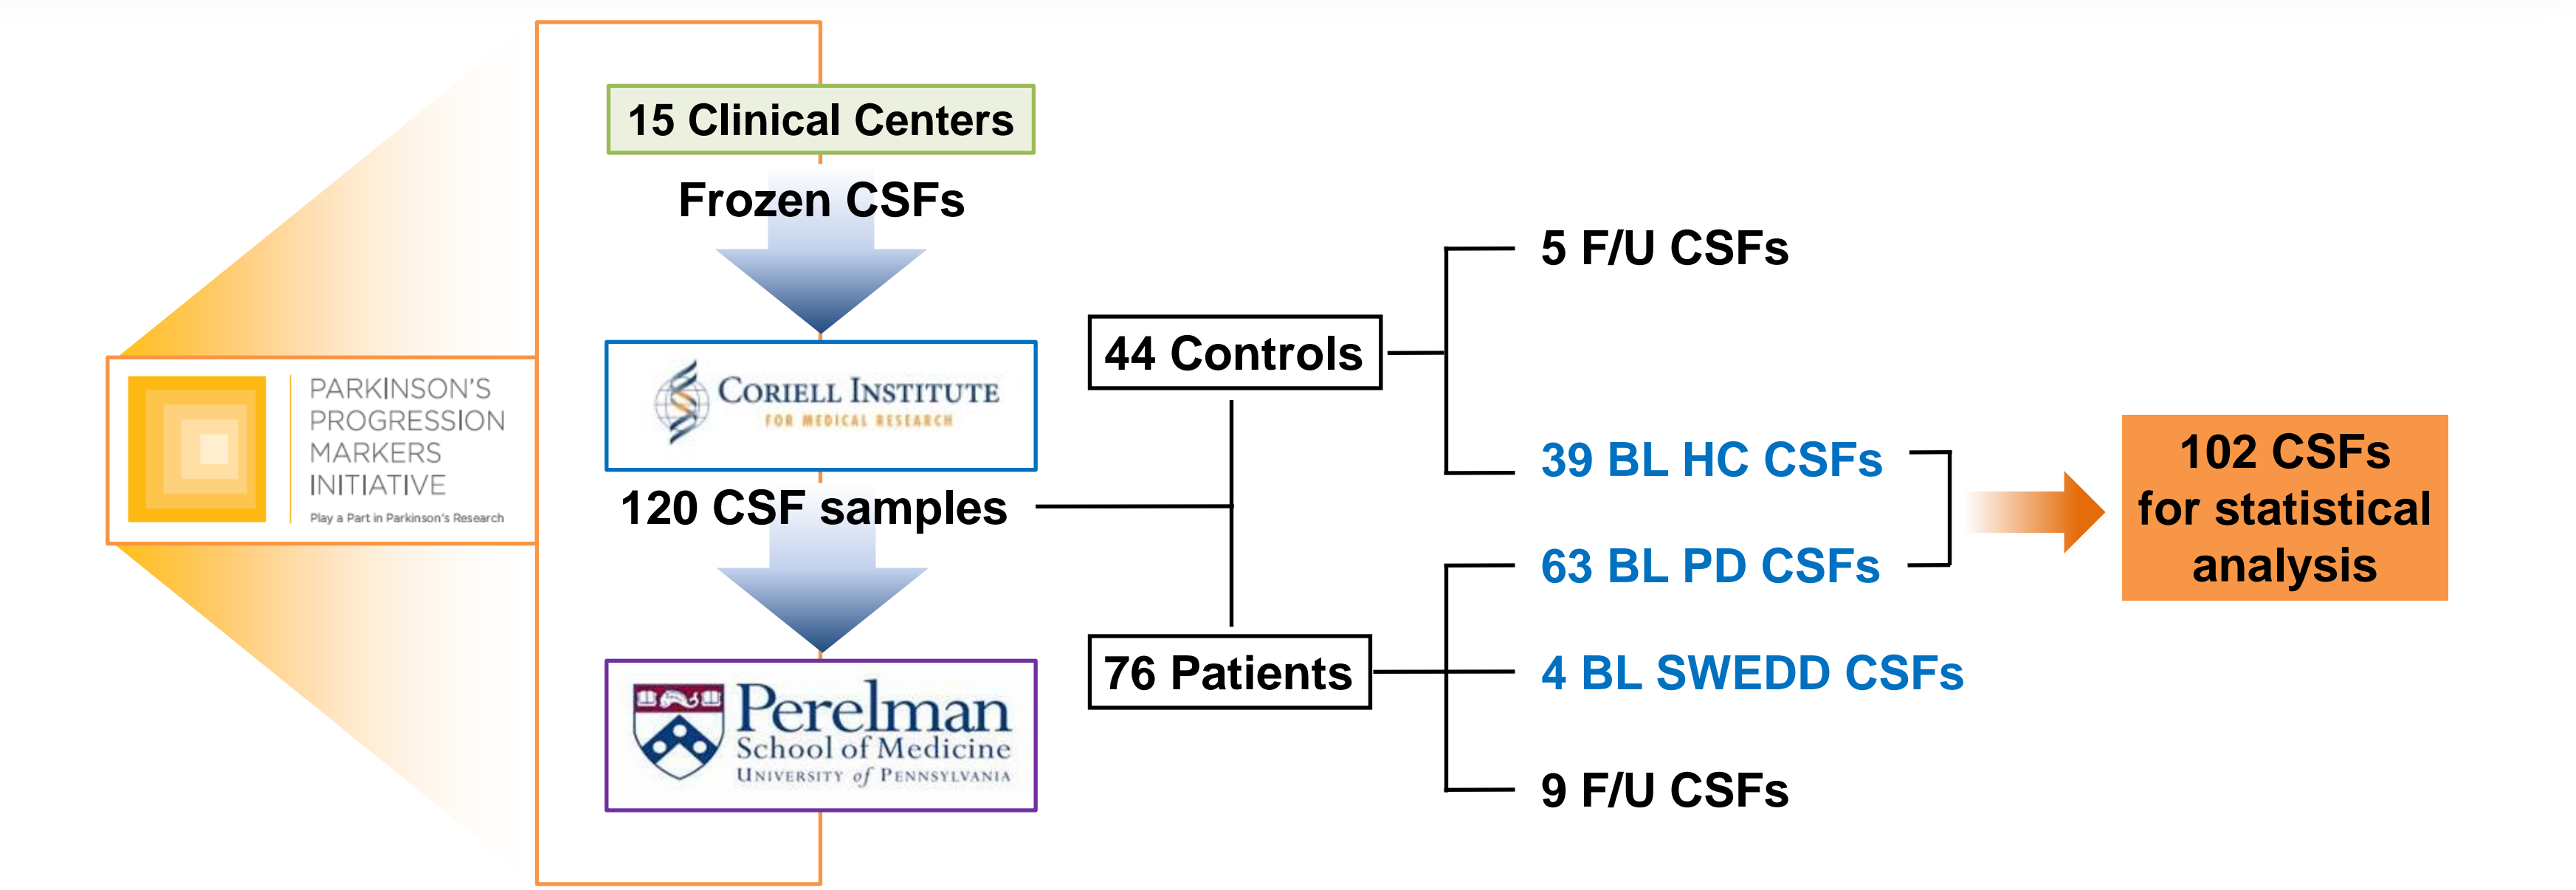 15 Clinical Centers
Frozen CSFs
PARKINSON'S
PROGRESSION
MARKERS
INITIATIVE
Play a Part in Parkinson's Research
CORIELL INSTITUTE
FOR MEDICAL RESEARCH
120 CSF samples
Perelman
School of Medicine
UNIVERSITY of PENNSYLVANIA
44 Controls
76 Patients
5 F/U CSFs
39 BL HC CSFs
63 BL PD CSFs
4 BL SWEDD CSFs
9 F/U CSFs
102 CSFs
for statistical
analysis